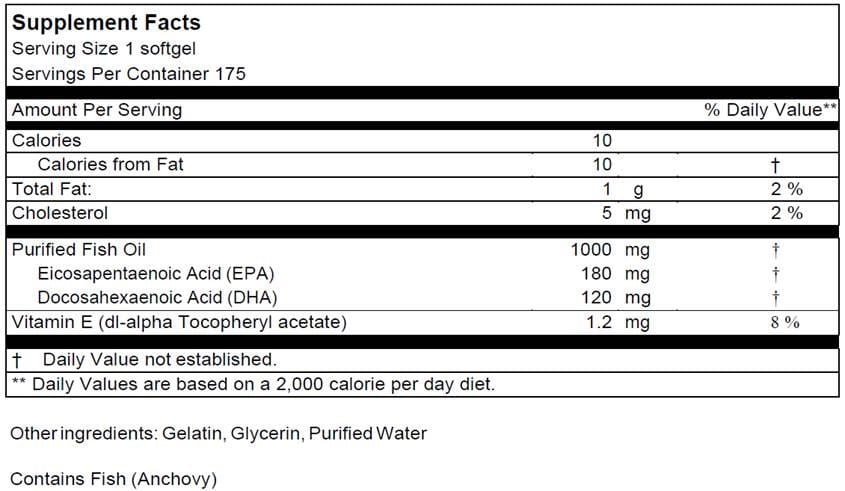 Supplement Facts
Serving Size 1 softgel
Servings Per Container 175
Amount Per Serving % Daily Value**
Calories 10
Calories from Fat 10 †
Total Fat: 1 g 2 %
Cholesterol 5 mg 2 %
Purified Fish Oil 1000 mg †
Eicosapentaenoic Acid (EPA) 180 mg †
Docosahexaenoic Acid (DHA) 120 mg †
Vitamin E (dl-alpha Tocopheryl acetate) 1.2 mg 8 %
† Daily Value not established.
** Daily Values are based on a 2,000 calorie per day diet.
Other ingredients: Gelatin, Glycerin, Purified Water
Contains Fish (Anchovy)